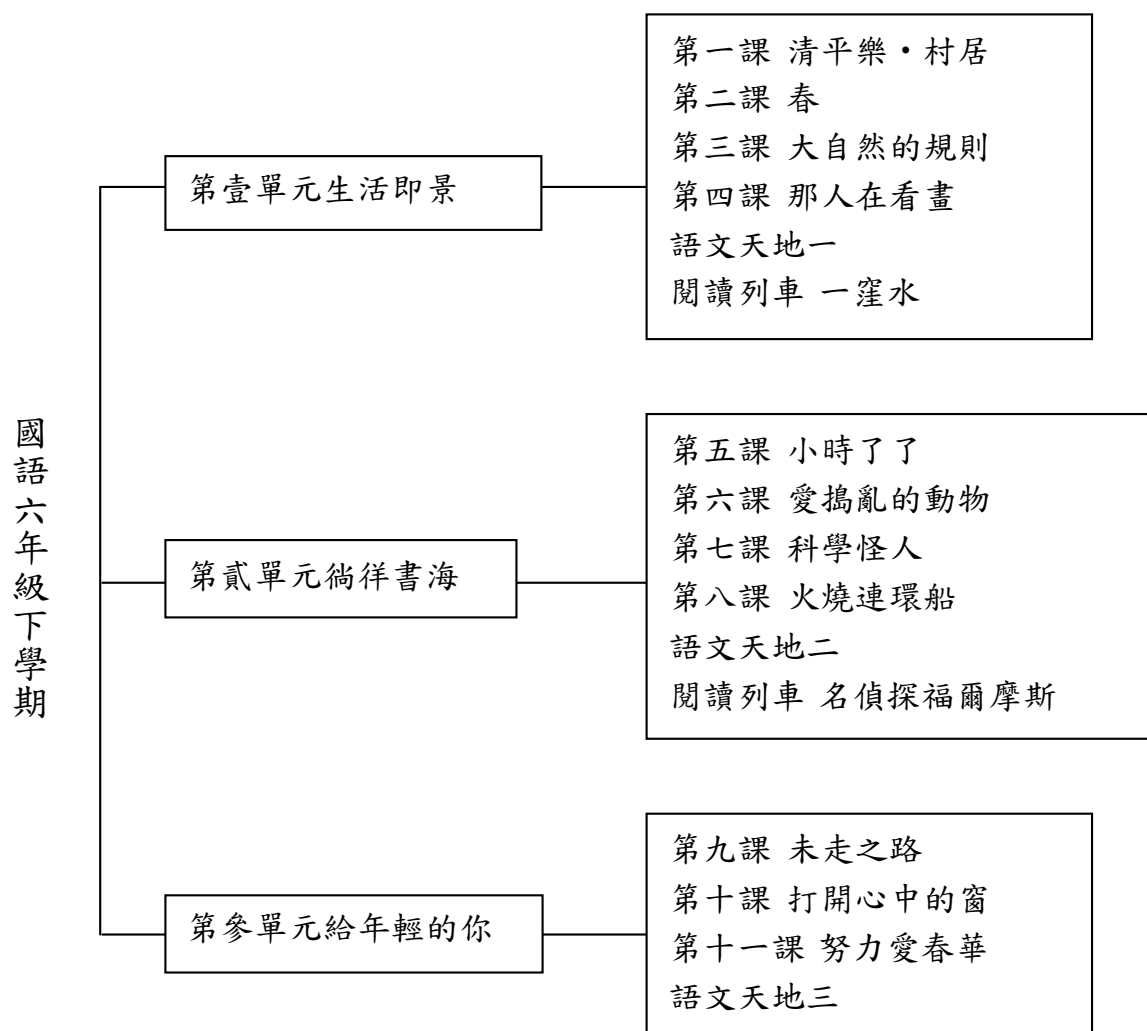 國語六年級下學期
第壹單元生活即景
第一課 清平樂・村居
第二課 春
第三課 大自然的規則
第四課 那人在看畫
語文天地一
閱讀列車 一窪水
第貳單元徜徉書海
第五課 小時了了
第六課 愛搗亂的動物
第七課 科學怪人
第八課 火燒連環船
語文天地二
閱讀列車 名偵探福爾摩斯
第參單元給年輕的你
第九課 未走之路
第十課 打開心中的窗
第十一課 努力愛春華
語文天地三